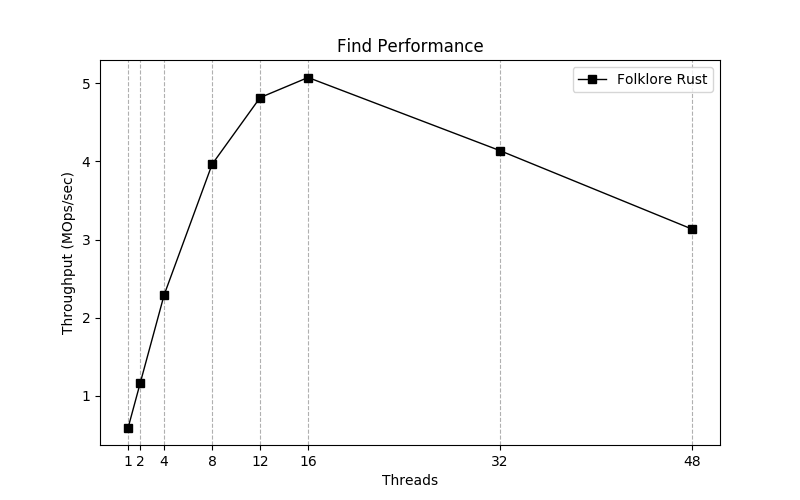 Find Performance
Folklore Rust
Throughput (MOps/sec)
5
4
3
2
1
1 2 4 8 12 16 32 48
Threads